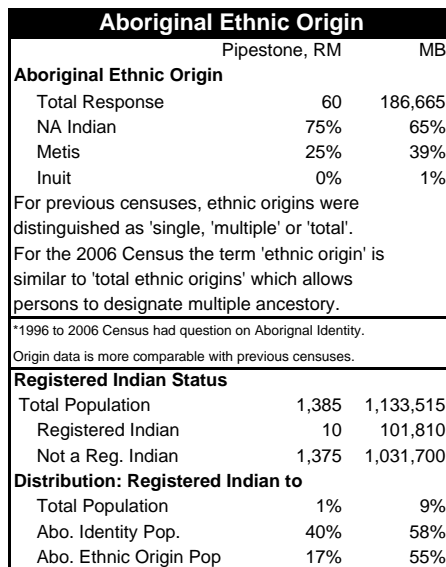 Aboriginal Ethnic Origin
Pipestone, RM MB
Aboriginal Ethnic Origin
Total Response 60 186,665
NA Indian 75% 65%
Metis 25% 39%
Inuit 0% 1%
For previous censuses, ethnic origins were
distinguished as 'single, 'multiple' or 'total'.
For the 2006 Census the term 'ethnic origin' is
similar to 'total ethnic origins' which allows
persons to designate multiple ancestory.
*1996 to 2006 Census had question on Aborignal Identity.
Origin data is more comparable with previous censuses.
Registered Indian Status
Total Population 1,385 1,133,515
Registered Indian 10 101,810
Not a Reg. Indian 1,375 1,031,700
Distribution: Registered Indian to
Total Population 1% 9%
Abo. Identity Pop. 40% 58%
Abo. Ethnic Origin Pop 17% 55%